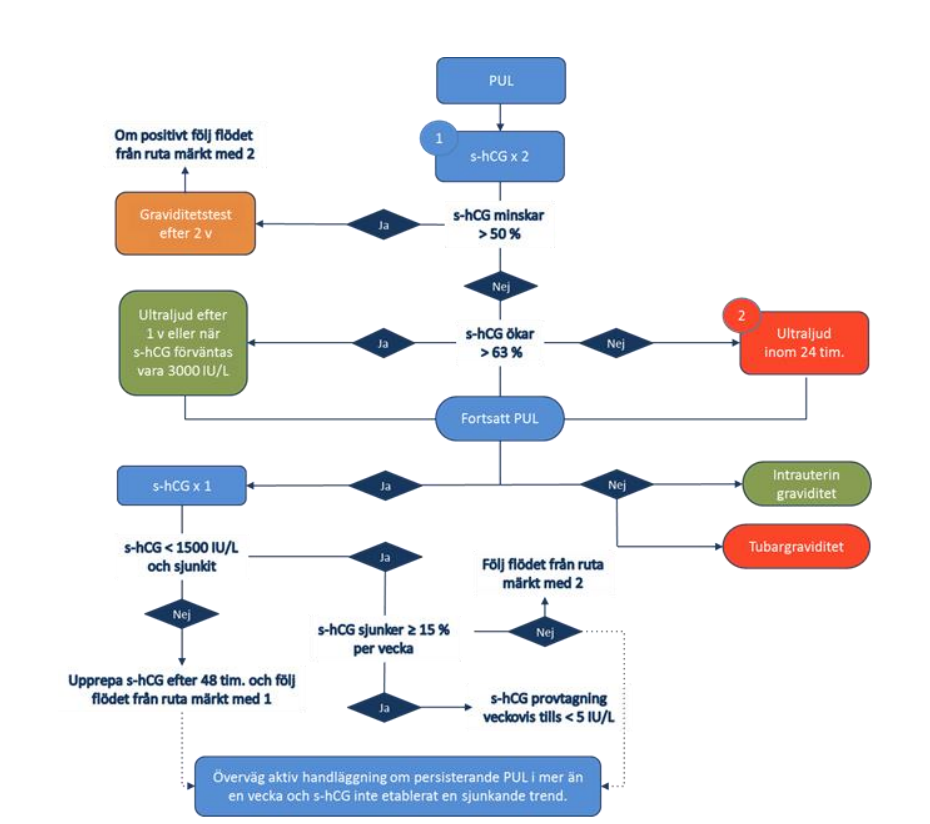 PUL
1
s-hCG x 2
Om positivt följ flödet
från ruta märkt med 2
Graviditetstest
efter 2 v
Ja
s-hCG minskar
> 50 %
Nej
Ultraljud efter
1 v eller när
s-hCG förväntas
vara 3000 IU/L
Ja
s-hCG ökar
> 63 %
Nej
2
Ultraljud
inom 24 tim.
Fortsatt PUL
s-hCG x 1
Ja
Nej
Intrauterin
graviditet
Tubargraviditet
s-hCG < 1500 IU/L
och sjunkit
Ja
Följ flödet från ruta
märkt med 2
Nej
s-hCG sjunker ≥ 15 %
per vecka
Nej
Upprepa s-hCG efter 48 tim. och följ
flödet från ruta märkt med 1
Ja
s-hCG provtagning
veckovis tills < 5 IU/L
Överväg aktiv handläggning om persisterande PUL i mer än
en vecka och s-hCG inte etablerat en sjunkande trend.